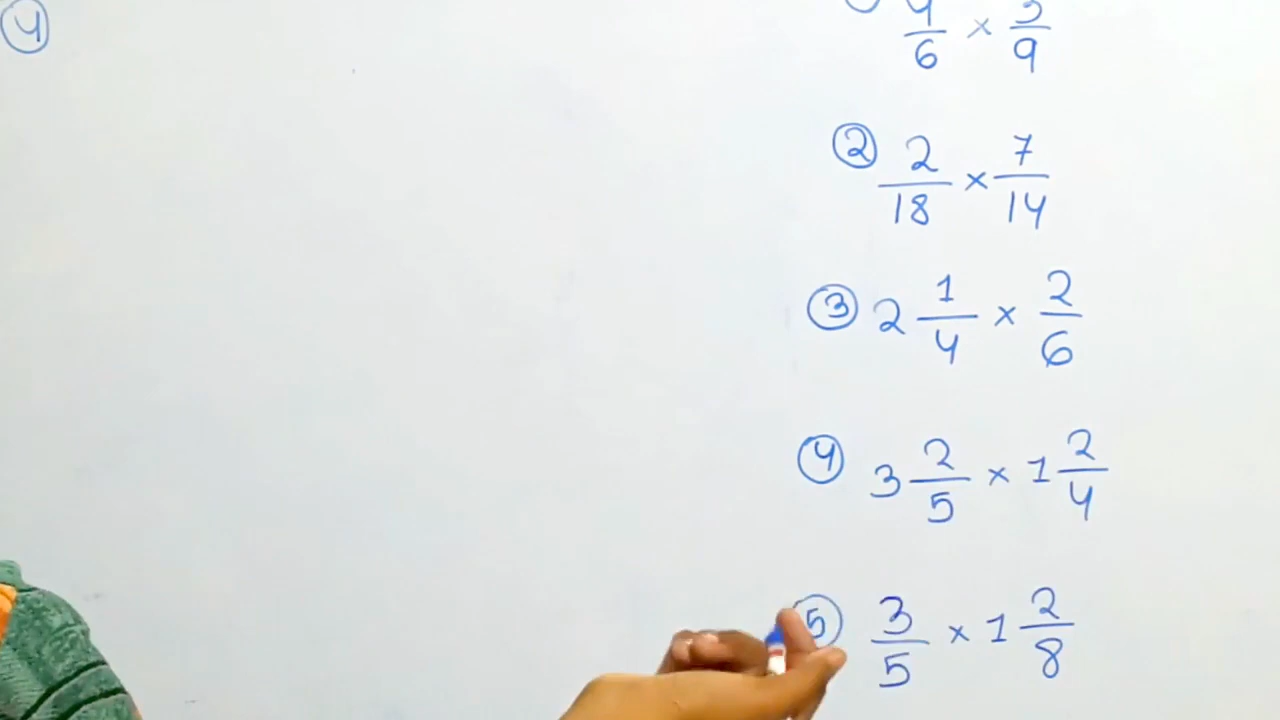 ④
4/6 × 3/9
② 2/18 × 7/14
③ 2 1/4 × 2/6
④ 3 2/5 × 1 2/4
⑤ 3/5 × 1 2/8